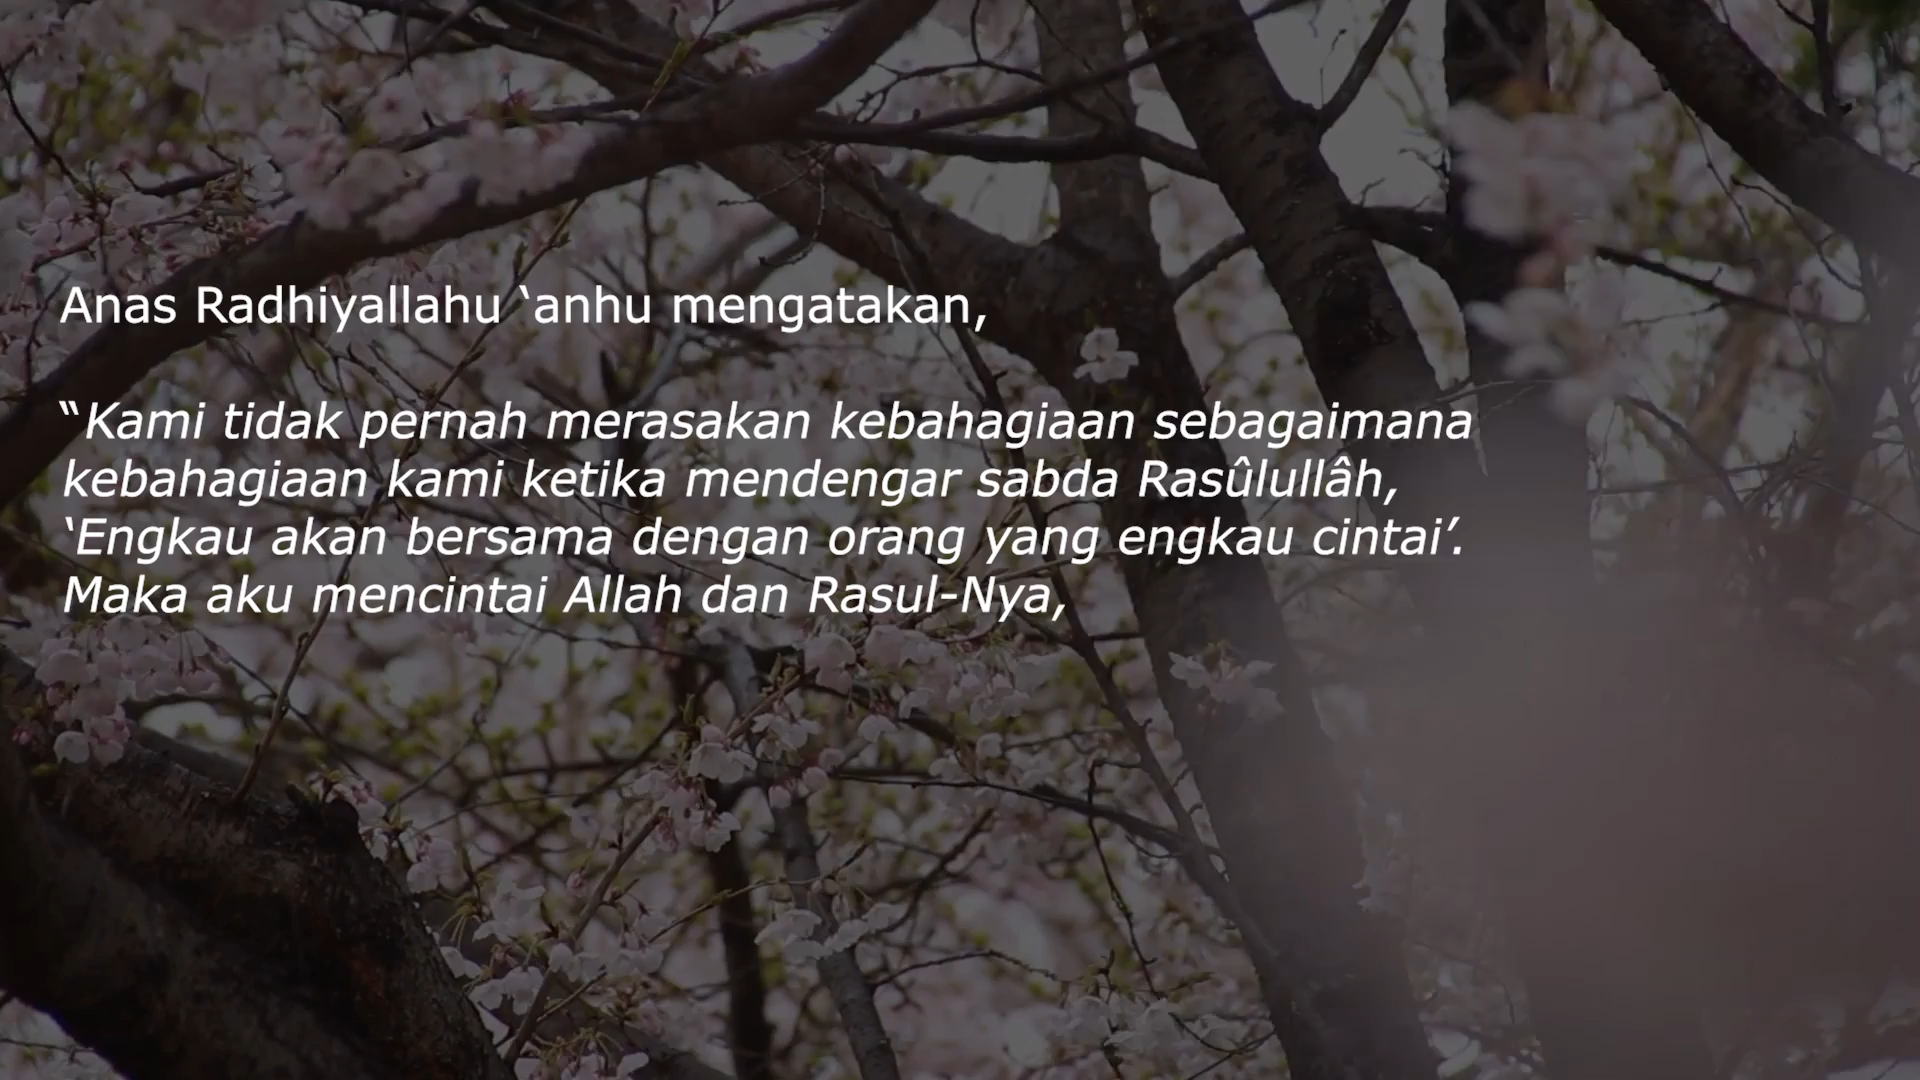 Anas Radhiyallahu ‘anhu mengatakan,
“Kami tidak pernah merasakan kebahagiaan sebagaimana
kebahagiaan kami ketika mendengar sabda Rasûlullâh,
‘Engkau akan bersama dengan orang yang engkau cintai’.
Maka aku mencintai Allah dan Rasul-Nya,